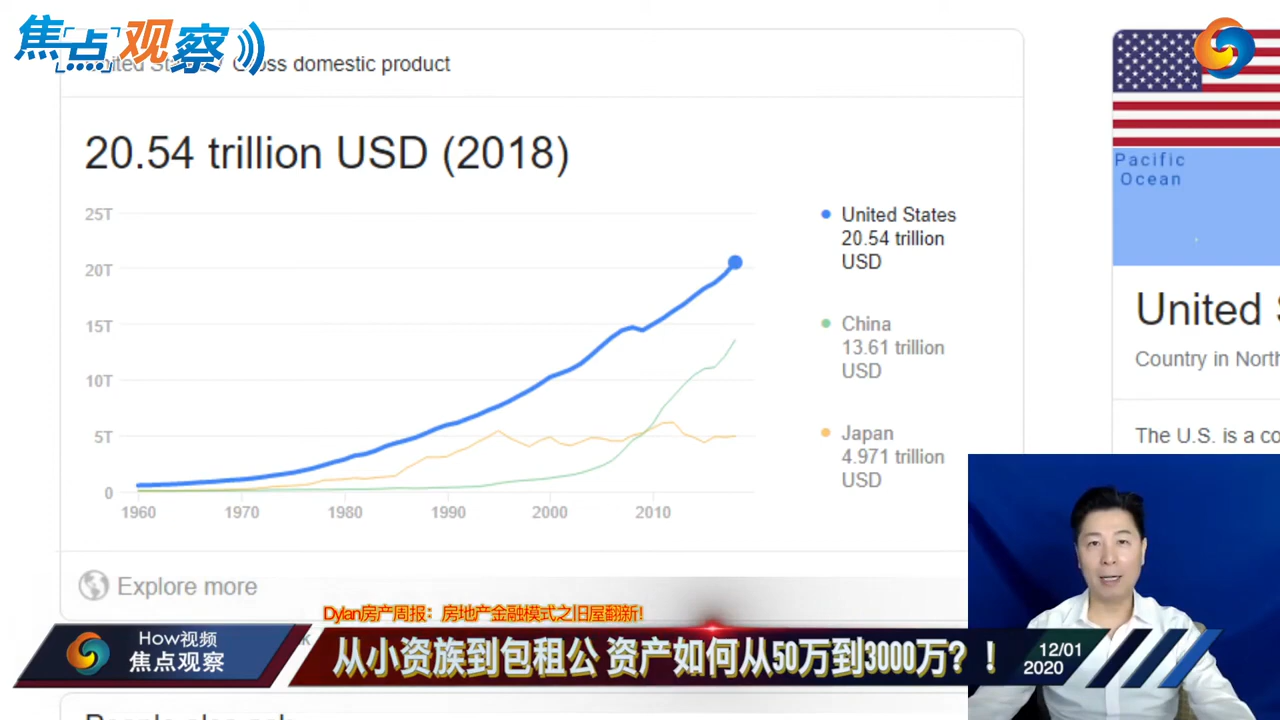 焦点观察
United States / Gross domestic product
20.54 trillion USD (2018)
25T
20T
15T
10T
5T
0
1960
1970
1980
1990
2000
2010
United States
20.54 trillion
USD
China
13.61 trillion
USD
Japan
4.971 trillion
USD
Explore more
Pacific
Ocean
United
Country in North
The U.S. is a co
Dylan房产周报：房地产金融模式之旧屋翻新!
How视频
焦点观察
从小资族到包租公 资产如何从50万到3000万？！
12/01
2020